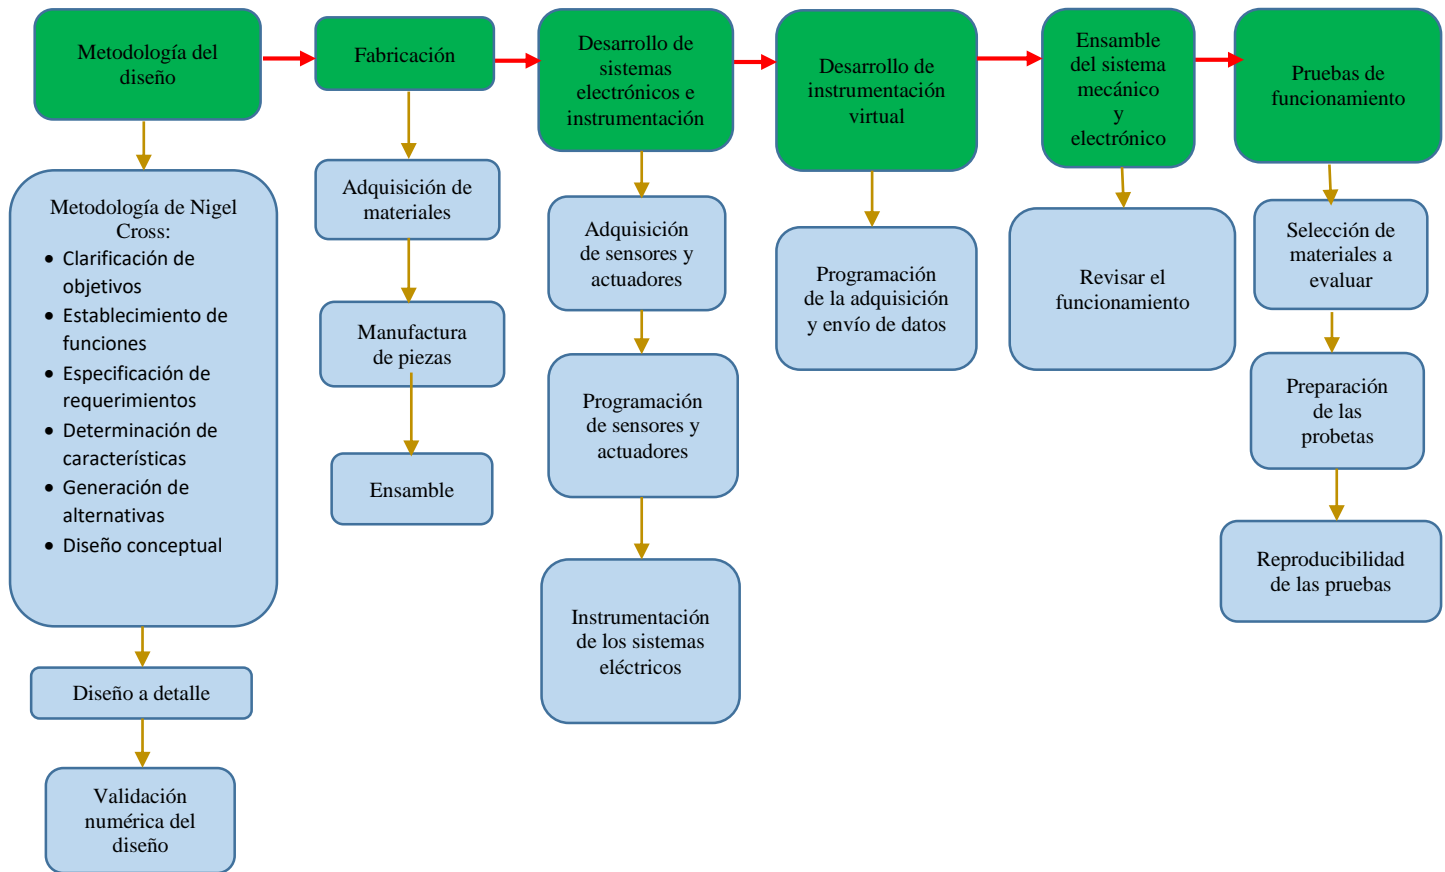 Metodología del
diseño
Fabricación
Desarrollo de
sistemas
electrónicos e
instrumentación
Desarrollo de
instrumentación
virtual
Ensamble
del sistema
mecánico
y
electrónico
Pruebas de
funcionamiento
Metodología de Nigel
Cross:
• Clarificación de
objetivos
• Establecimiento de
funciones
• Especificación de
requerimientos
• Determinación de
características
• Generación de
alternativas
• Diseño conceptual
Diseño a detalle
Validación
numérica del
diseño
Adquisición de
materiales
Manufactura
de piezas
Ensamble
Adquisición
de sensores y
actuadores
Programación
de sensores y
actuadores
Instrumentación
de los sistemas
eléctricos
Programación
de la adquisición
y envío de datos
Revisar el
funcionamiento
Selección de
materiales a
evaluar
Preparación
de las
probetas
Reproducibilidad
de las pruebas